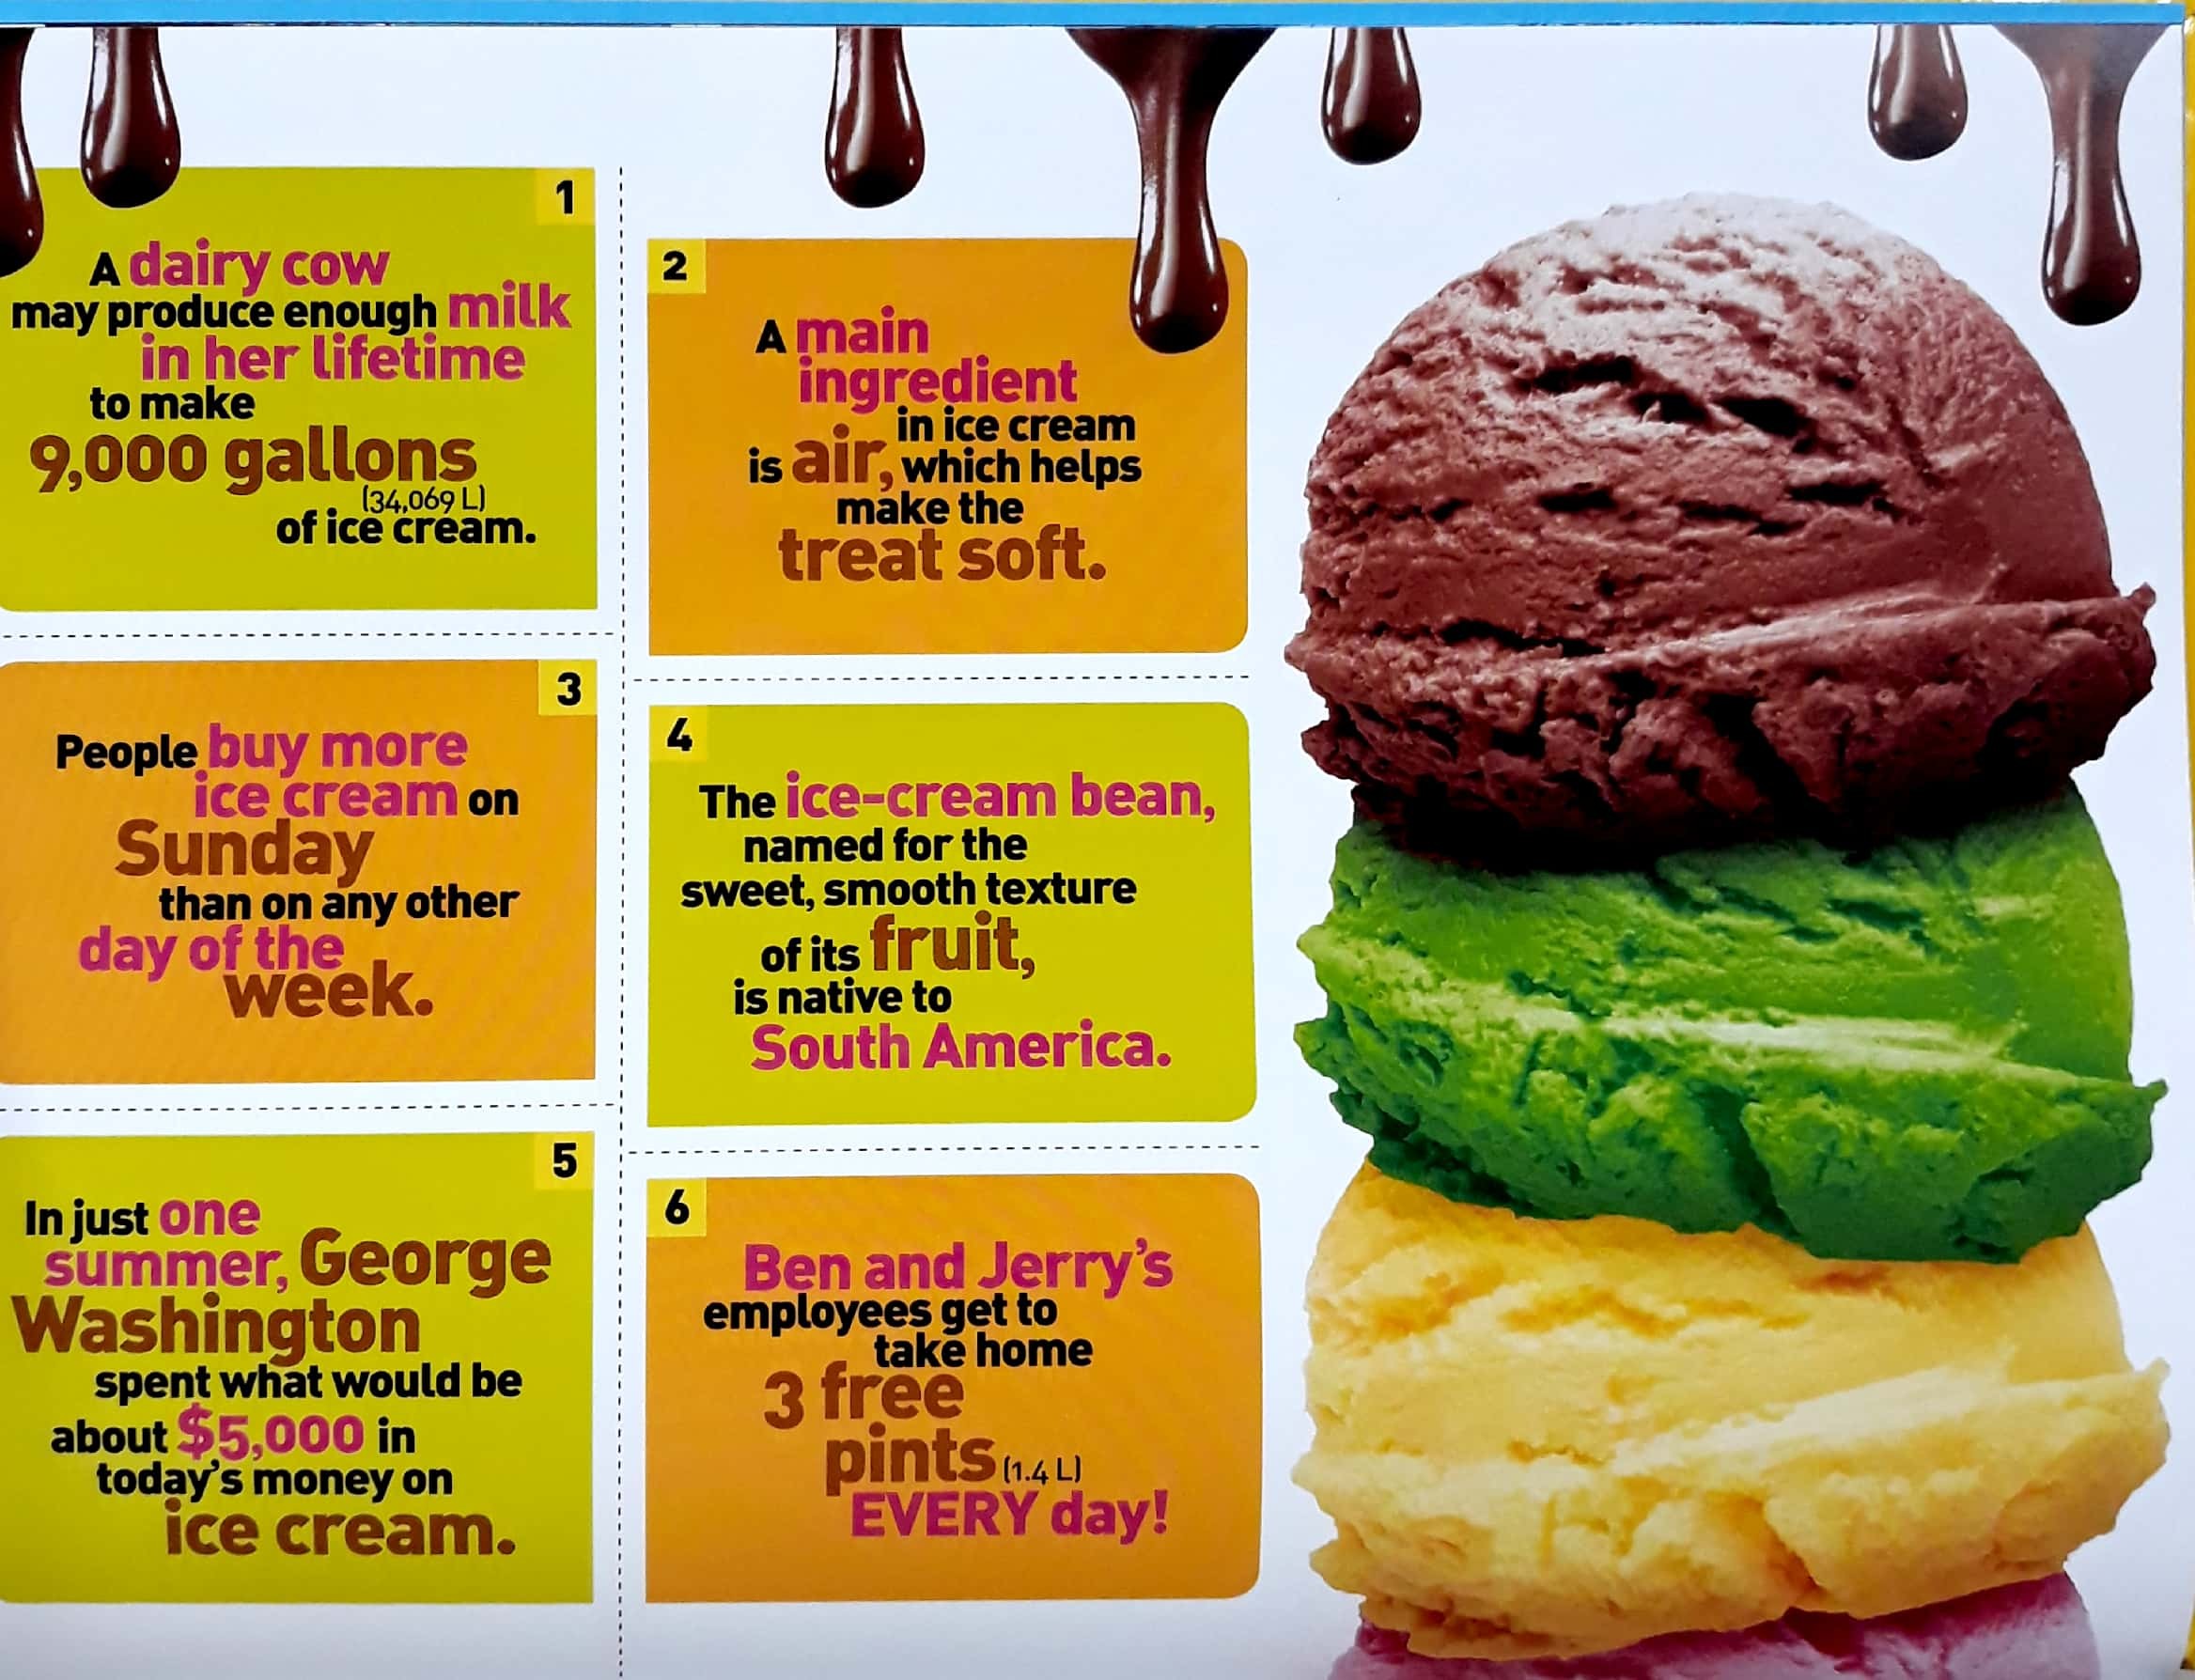 1
A dairy cow
may produce enough milk
in her lifetime
to make
9,000 gallons
(34,069 L)
of ice cream.
2
A main
ingredient
in ice cream
is air, which helps
make the
treat soft.
3
People buy more
ice cream on
Sunday
than on any other
day of the
week.
4
The ice-cream bean,
named for the
sweet, smooth texture
of its fruit,
is native to
South America.
5
In just one
summer, George
Washington
spent what would be
about $5,000 in
today's money on
ice cream.
6
Ben and Jerry's
employees get to
take home
3 free
pints (1.4 L)
EVERY day!